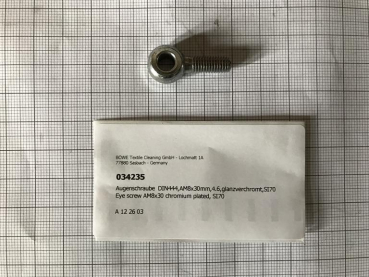 BÖWE Textile Cleaning GmbH - Lechmatt 1A
77880 Sasbach - Germany
034235
Augenschraube DIN444,AM8x30mm,4.6,glanzverchromt,SI70
Eye screw AM8x30 chromium plated, SI70
A 12 26 03